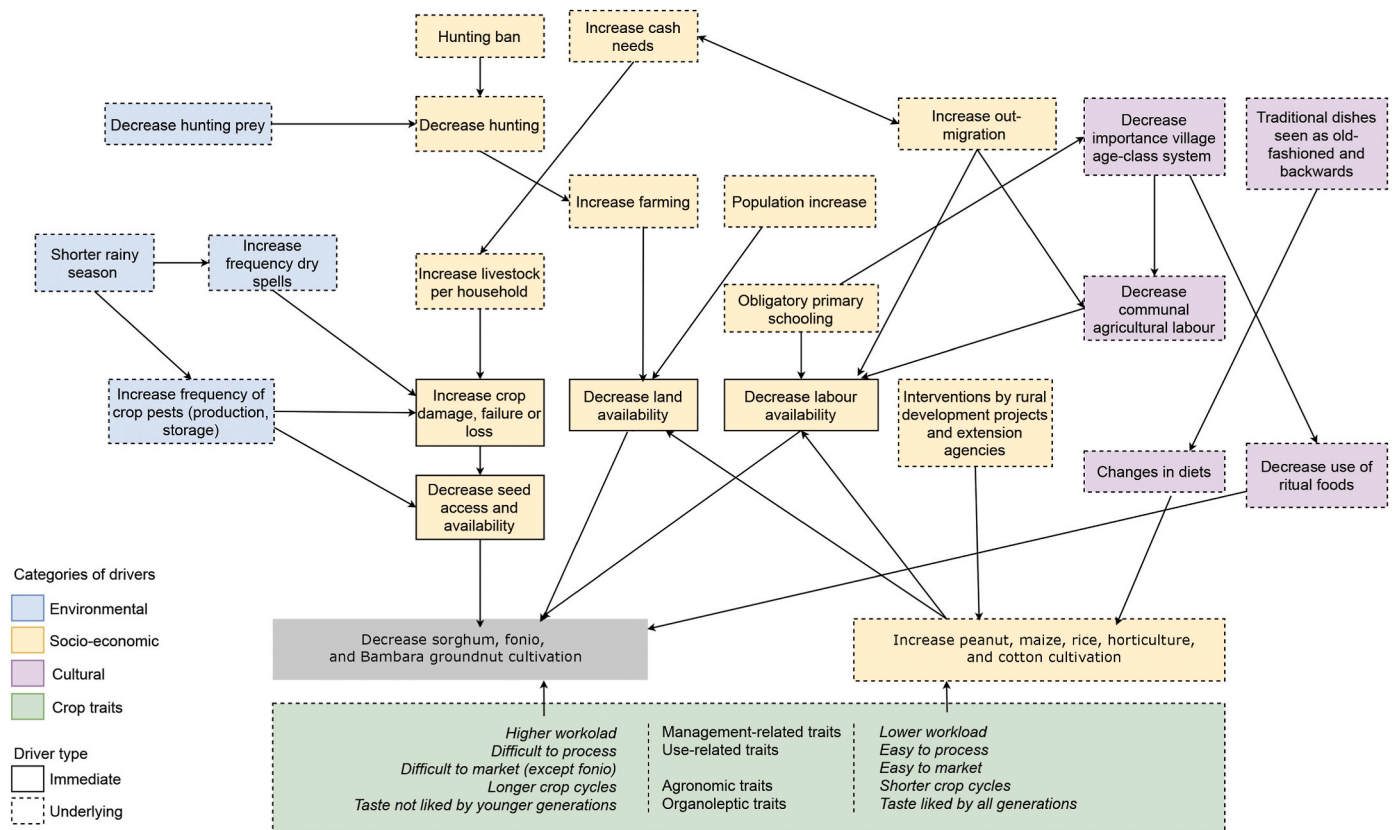 Hunting ban
Increase cash
needs
Decrease hunting prey
Decrease hunting
Increase out-
migration
Decrease
importance village
age-class system
Traditional dishes
seen as old-
fashioned and
backwards
Increase farming
Population increase
Shorter rainy
season
Increase
frequency dry
spells
Increase livestock
per household
Obligatory primary
schooling
Decrease
communal
agricultural labour
Increase frequency of
crop pests (production,
storage)
Increase crop
damage, failure or
loss
Decrease land
availability
Decrease labour
availability
Interventions by rural
development projects
and extension
agencies
Changes in diets
Decrease use of
ritual foods
Decrease seed
access and
availability
Categories of drivers
Environmental
Socio-economic
Cultural
Crop traits
Driver type
Immediate
Underlying
Decrease sorghum, fonio,
and Bambara groundnut cultivation
Increase peanut, maize, rice, horticulture,
and cotton cultivation
Higher workolad
Difficult to process
Difficult to market (except fonio)
Longer crop cycles
Taste not liked by younger generations
Management-related traits
Use-related traits
Agronomic traits
Organoleptic traits
Lower workload
Easy to process
Easy to market
Shorter crop cycles
Taste liked by all generations